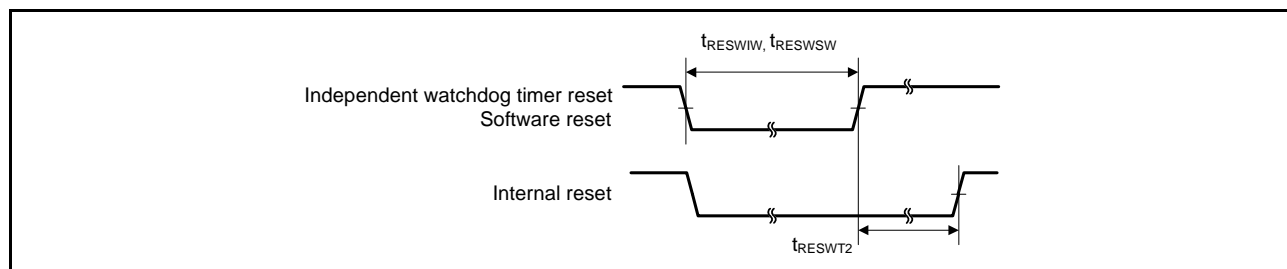 tRESWIW, tRESWSW
Independent watchdog timer reset
Software reset
Internal reset
tRESWT2